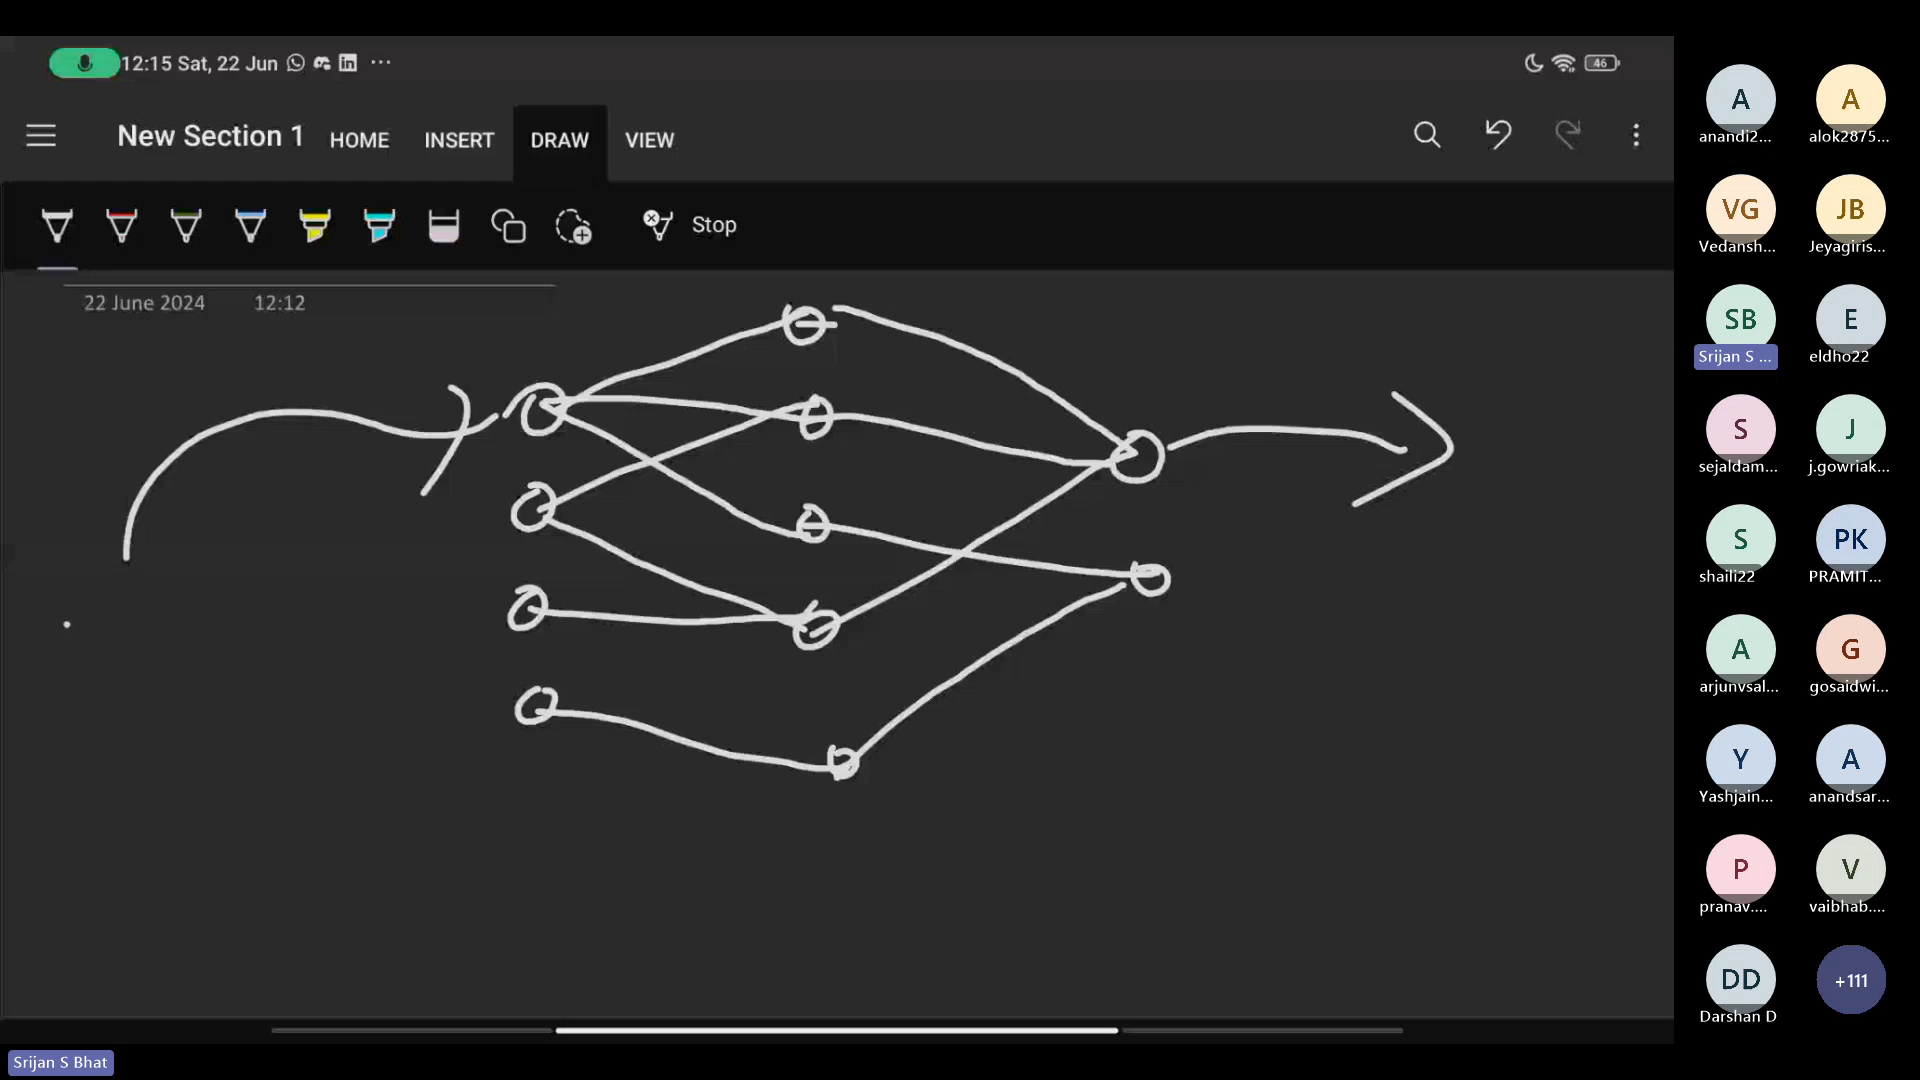 12:15 Sat, 22 Jun ...
46
New Section 1 HOME INSERT DRAW VIEW
Stop
22 June 2024 12:12
A A
anandi2... alok2875...
VG JB
Vedansh... Jeyagiris...
SB E
Srijan S ... eldho22
S J
sejaldam... j.gowriak...
S PK
shaili22 PRAMIT...
A G
arjunvsal... gosaidwi...
Y A
Yashjain... anandsar...
P V
pranav.... vaibhab....
DD +111
Darshan D
Srijan S Bhat